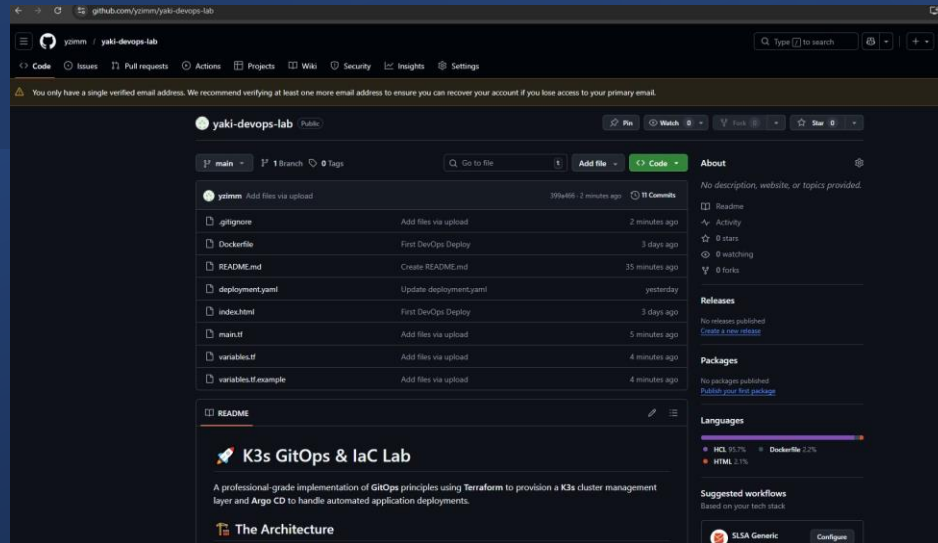 github.com/yzimm/yaki-devops-lab
yzimm / yaki-devops-lab
Type / to search
Code Issues Pull requests Actions Projects Wiki Security Insights Settings
You only have a single verified email address. We recommend verifying at least one more email address to ensure you can recover your account if you lose access to your primary email.
yaki-devops-lab Public
Pin Watch 0 Fork 0 Star 0
main 1 Branch 0 Tags
Go to file t Add file Code
yzimm Add files via upload 2 minutes ago 11 Commits
.gitignore Add files via upload 2 minutes ago
Dockerfile First DevOps Deploy 3 days ago
README.md Create README.md 35 minutes ago
deployment.yaml Update deployment.yaml yesterday
index.html First DevOps Deploy 3 days ago
main.tf Add files via upload 5 minutes ago
variables.tf Add files via upload 4 minutes ago
variables.tf.example Add files via upload 4 minutes ago
README
K3s GitOps & IaC Lab
A professional-grade implementation of GitOps principles using Terraform to provision a K3s cluster management
layer and Argo CD to handle automated application deployments.
The Architecture
About
No description, website, or topics provided.
Readme
Activity
0 stars
0 watching
0 forks
Releases
No releases published
Create a new release
Packages
No packages published
Publish your first package
Languages
HCL 95.7% Dockerfile 2.2%
HTML 2.1%
Suggested workflows
Based on your tech stack
SLSA Generic Configure